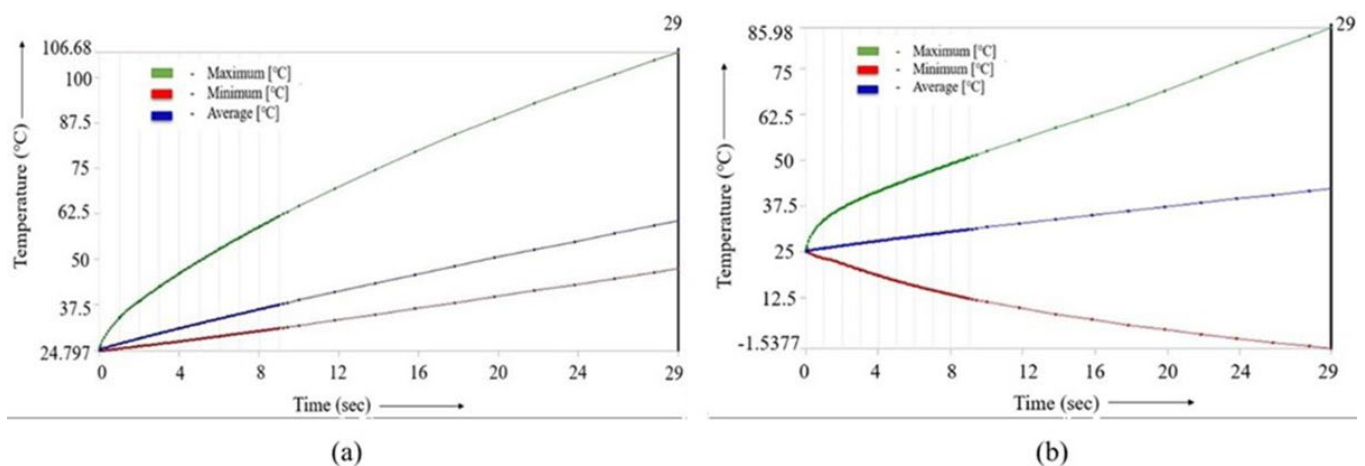 29
106.68
100
87.5
75
62.5
50
37.5
24.797
Temperature (°C)
- Maximum [°C]
- Minimum [°C]
- Average [°C]
0 4 8 12 16 20 24 29
Time (sec)
(a)
29
85.98
75
62.5
50
37.5
25
12.5
-1.5377
Temperature (°C)
- Maximum [°C]
- Minimum [°C]
- Average [°C]
0 4 8 12 16 20 24 29
Time (sec)
(b)